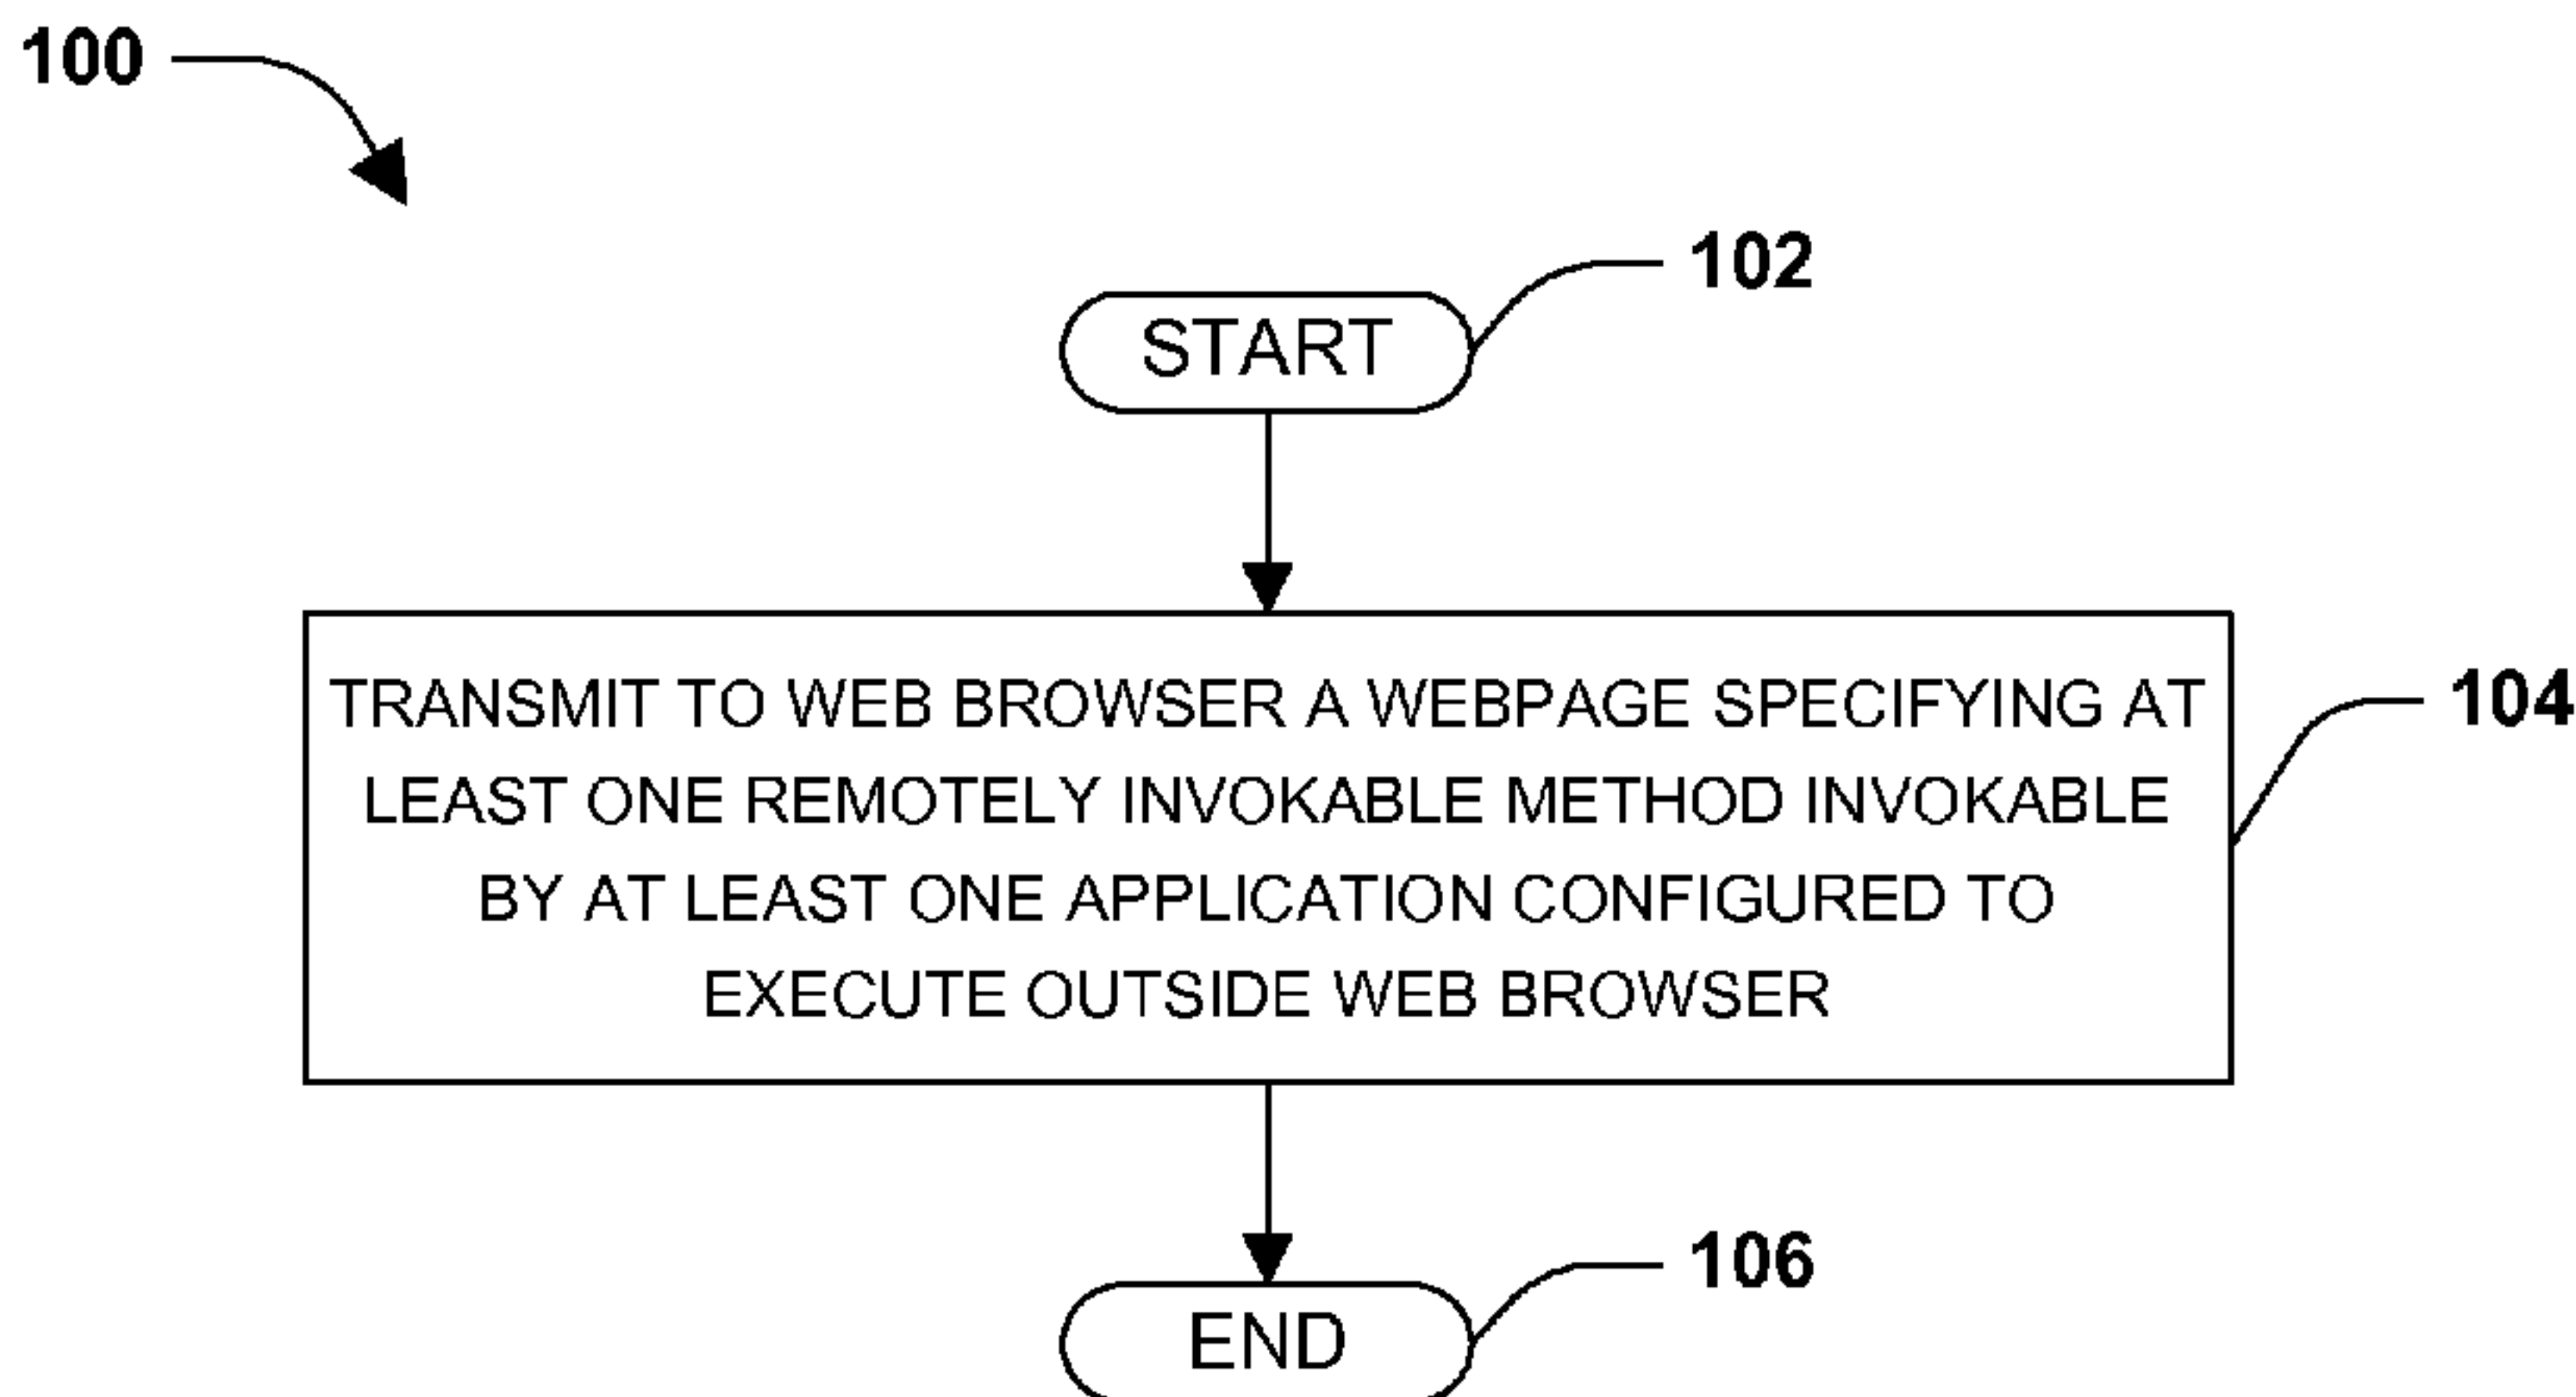 100
102
START
TRANSMIT TO WEB BROWSER A WEBPAGE SPECIFYING AT
LEAST ONE REMOTELY INVOKABLE METHOD INVOKABLE
BY AT LEAST ONE APPLICATION CONFIGURED TO
EXECUTE OUTSIDE WEB BROWSER
104
106
END